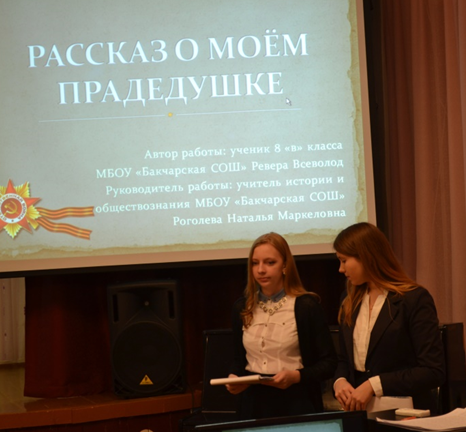 РАССКАЗ О МОЁМ
ПРАДЕДУШКЕ
Автор работы: ученик 8 «в» класса
МБОУ «Бакчарская СОШ» Ревера Всеволод
Руководитель работы: учитель истории и
обществознания МБОУ «Бакчарская СОШ»
Роголева Наталья Маркеловна